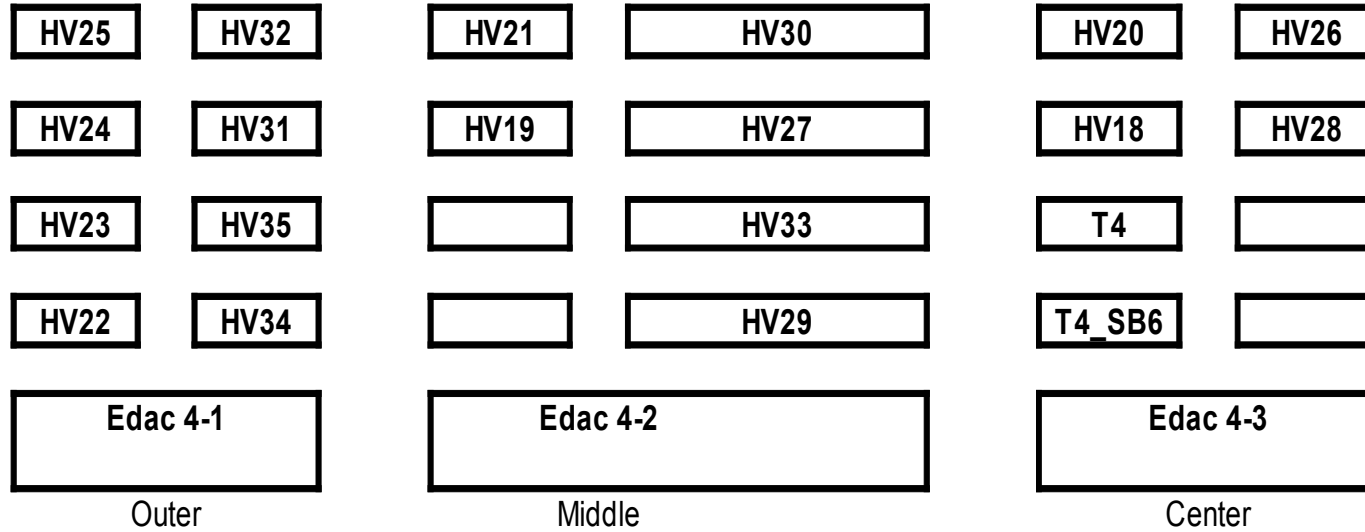 HV25 HV32 HV21 HV30 HV20 HV26
HV24 HV31 HV19 HV27 HV18 HV28
HV23 HV35 HV33 T4
HV22 HV34 HV29 T4_SB6
Edac 4-1 Edac 4-2 Edac 4-3
Outer Middle Center